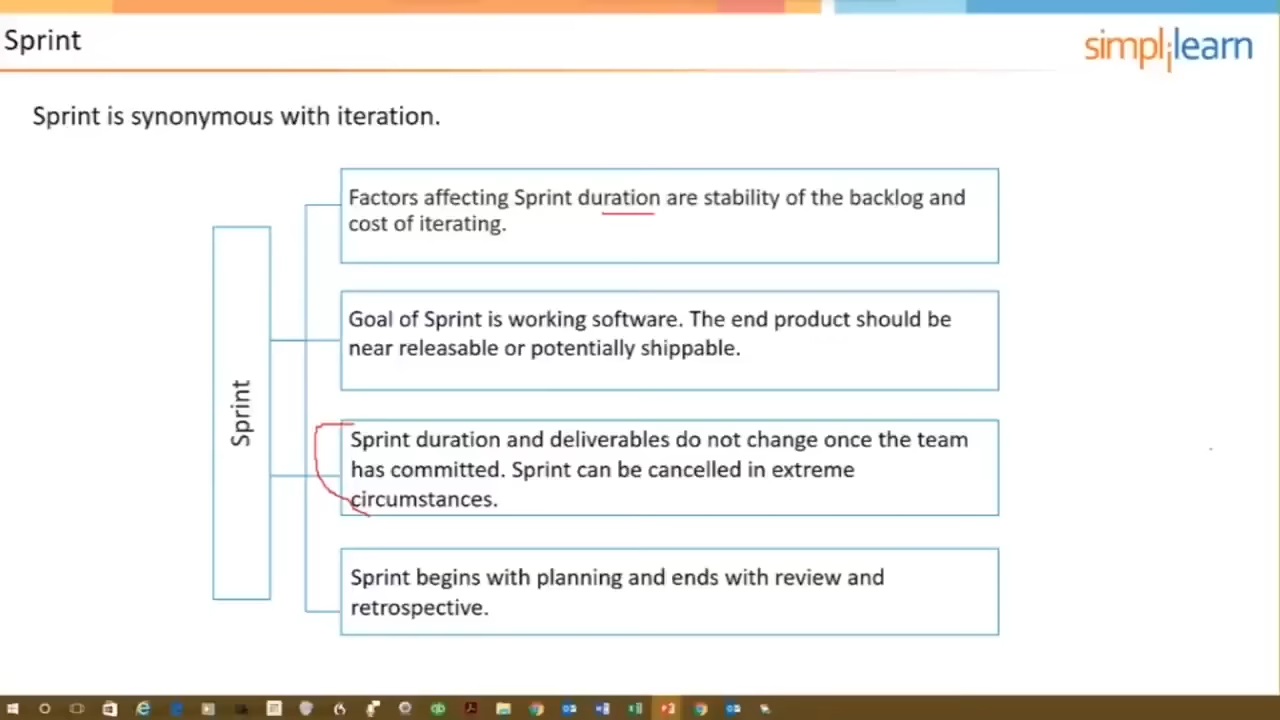 Sprint
simplilearn
Sprint is synonymous with iteration.
Factors affecting Sprint duration are stability of the backlog and
cost of iterating.
Goal of Sprint is working software. The end product should be
near releasable or potentially shippable.
Sprint
Sprint duration and deliverables do not change once the team
has committed. Sprint can be cancelled in extreme
circumstances.
Sprint begins with planning and ends with review and
retrospective.